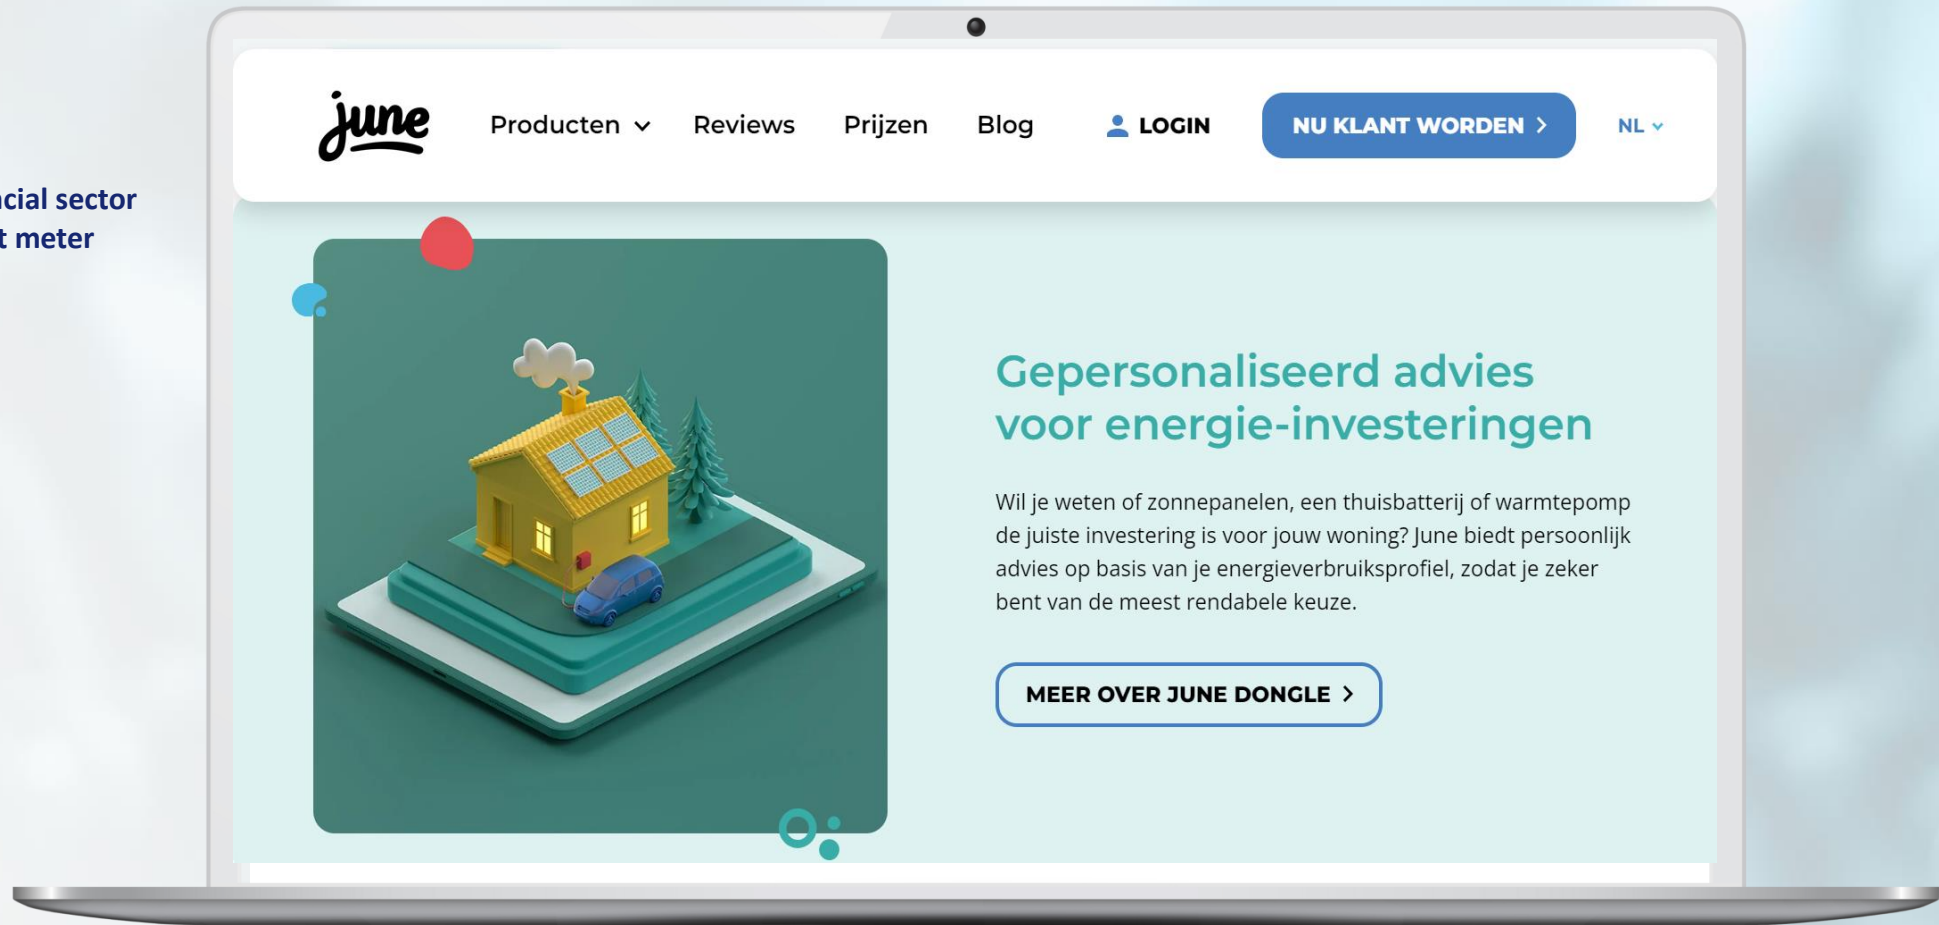 sector
meter
june
Producten
Reviews
Prijzen
Blog
LOGIN
NU KLANT WORDEN >
NL
Gepersonaliseerd advies
voor energie-investeringen
Wil je weten of zonnepanelen, een thuisbatterij of warmtepomp
de juiste investering is voor jouw woning? June biedt persoonlijk
advies op basis van je energieverbruiksprofiel, zodat je zeker
bent van de meest rendabele keuze.
MEER OVER JUNE DONGLE >